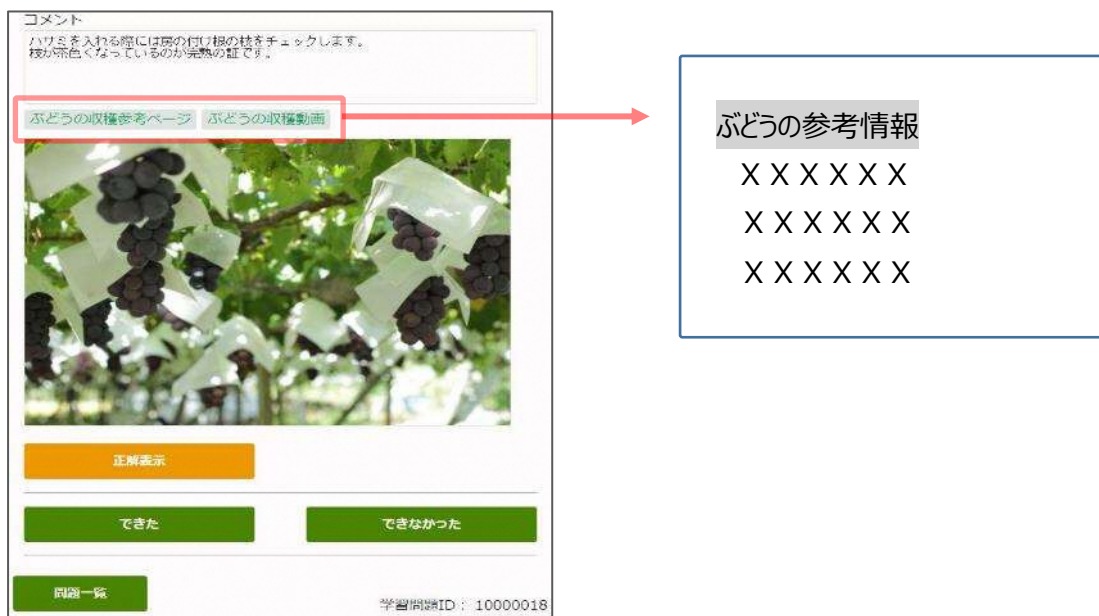 コメント
ハサミを入れる際には房の付け根の枝をチェックします。
枝が茶色くなっているのが完熟の証です。
ぶどうの収穫参考ページ ぶどうの収穫動画
正解表示
できた できなかった
問題一覧
学習問題ID： 10000018
ぶどうの参考情報
X X X X X X
X X X X X X
X X X X X X